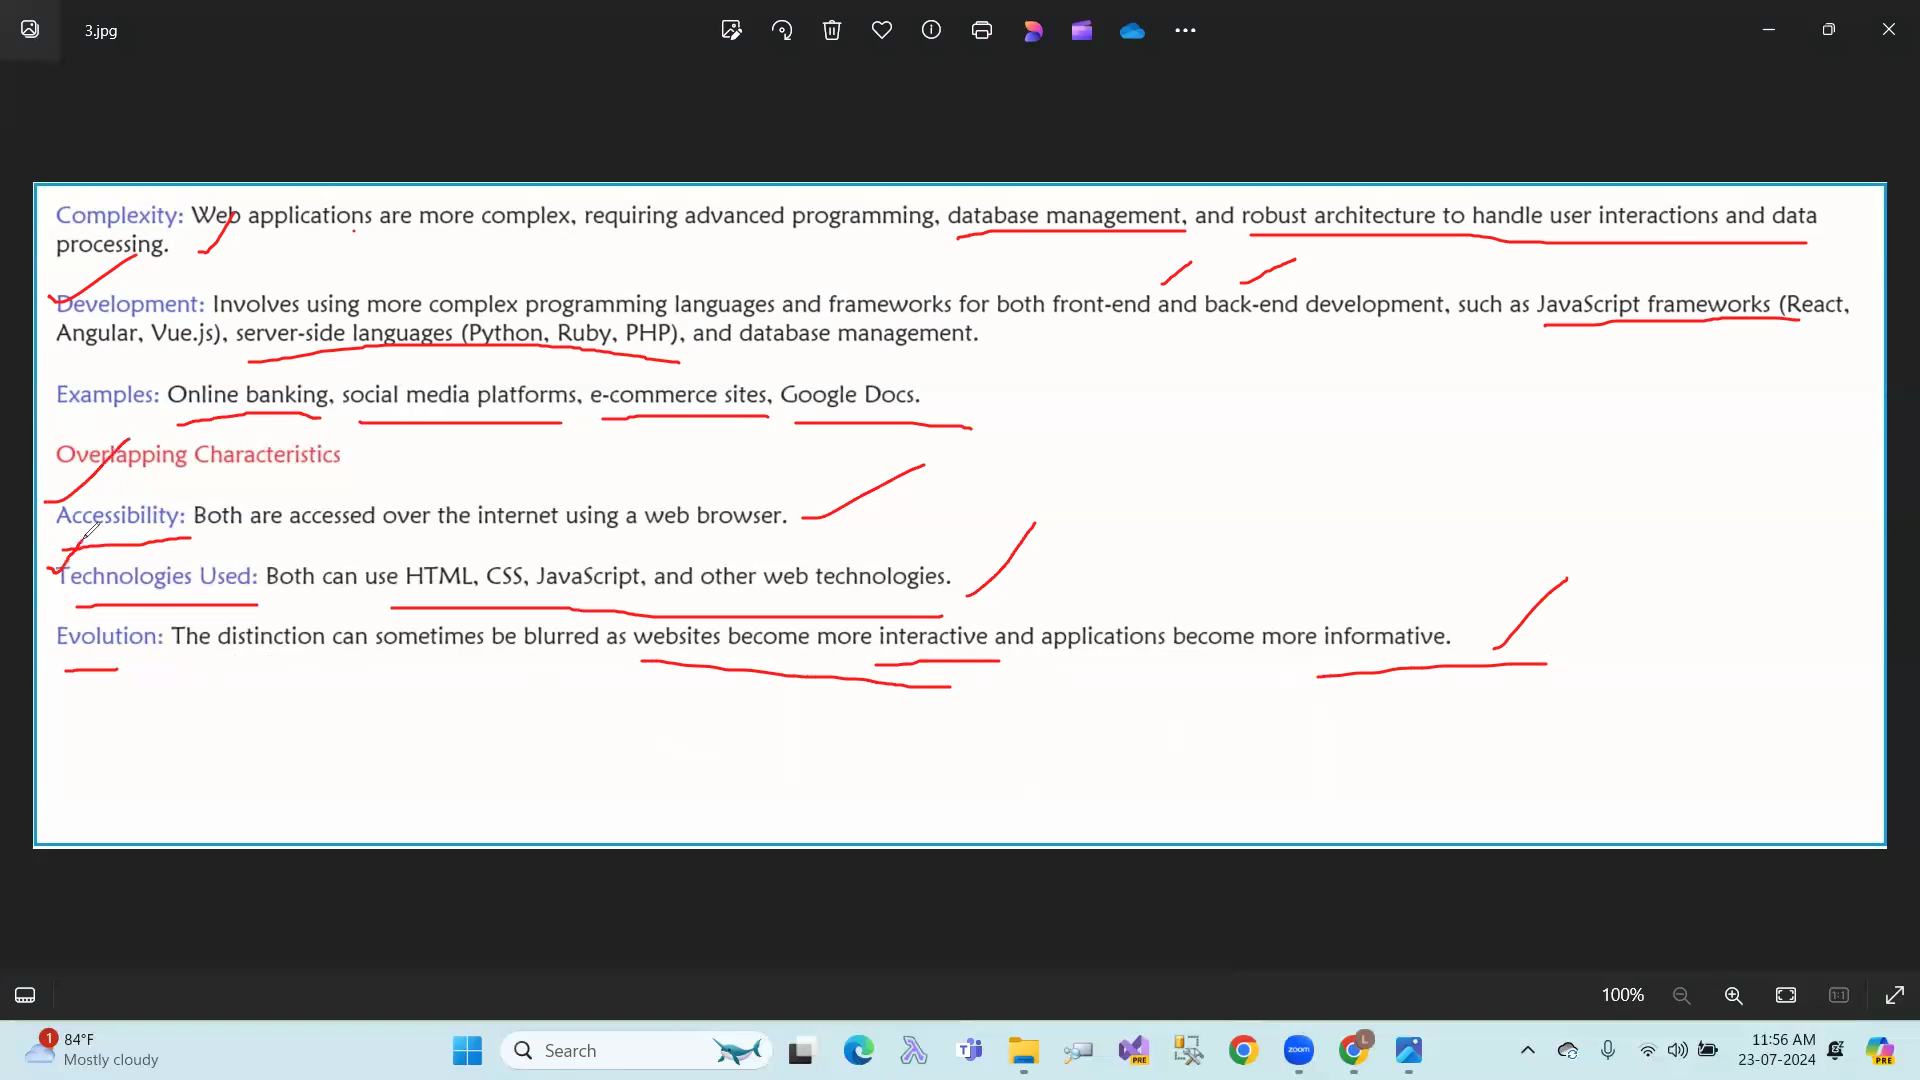 3.jpg
Complexity: Web applications are more complex, requiring advanced programming, database management, and robust architecture to handle user interactions and data
processing.
Development: Involves using more complex programming languages and frameworks for both front-end and back-end development, such as JavaScript frameworks (React,
Angular, Vue.js), server-side languages (Python, Ruby, PHP), and database management.
Examples: Online banking, social media platforms, e-commerce sites, Google Docs.
Overlapping Characteristics
Accessibility: Both are accessed over the internet using a web browser.
Technologies Used: Both can use HTML, CSS, JavaScript, and other web technologies.
Evolution: The distinction can sometimes be blurred as websites become more interactive and applications become more informative.
100%
1:1
1
84°F
Mostly cloudy
Search
PRE
zoom
L
11:56 AM
23-07-2024
PRE